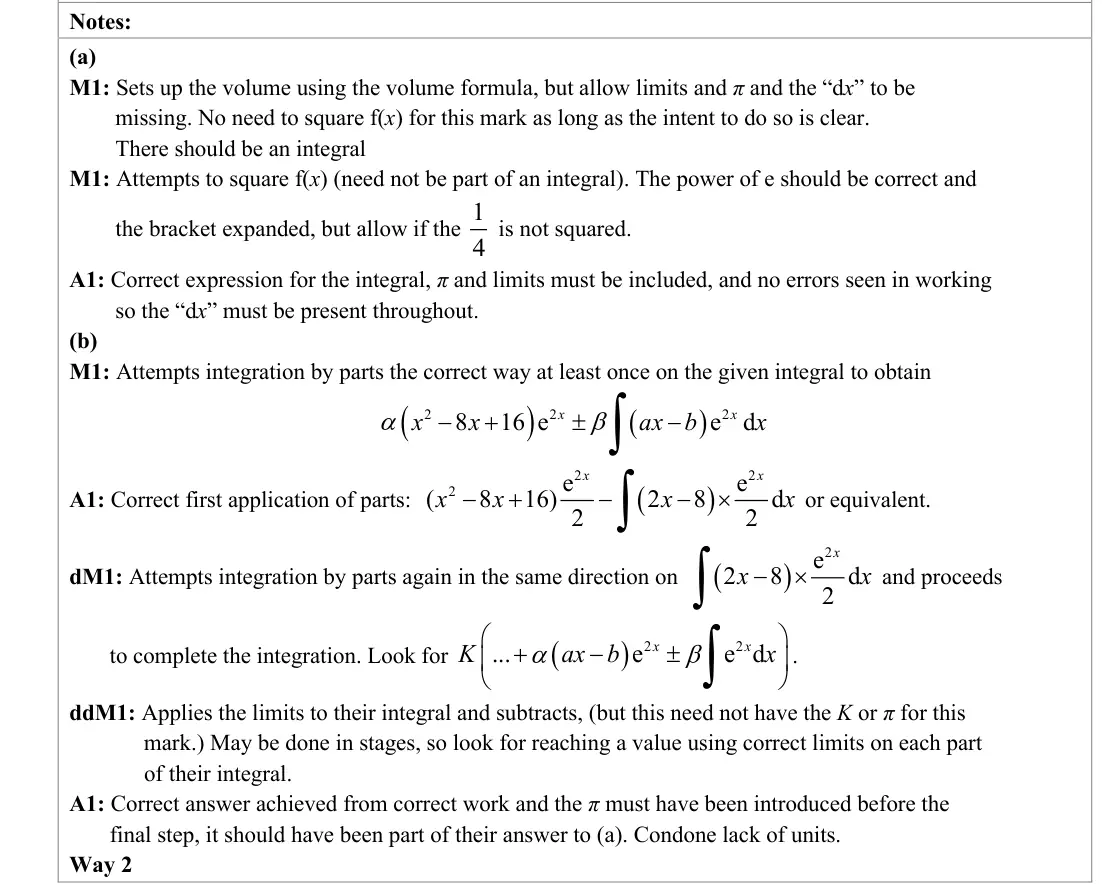 Notes:
(a)
M1: Sets up the volume using the volume formula, but allow limits and π and the “dx” to be
missing. No need to square f(x) for this mark as long as the intent to do so is clear.
There should be an integral
M1: Attempts to square f(x) (need not be part of an integral). The power of e should be correct and
the bracket expanded, but allow if the 1/4 is not squared.
A1: Correct expression for the integral, π and limits must be included, and no errors seen in working
so the “dx” must be present throughout.
(b)
M1: Attempts integration by parts the correct way at least once on the given integral to obtain
α(x² − 8x + 16)e²ˣ ± β∫(ax − b)e²ˣ dx
A1: Correct first application of parts: (x² − 8x + 16) e²ˣ/2 − ∫(2x − 8) × e²ˣ/2 dx or equivalent.
dM1: Attempts integration by parts again in the same direction on ∫(2x − 8) × e²ˣ/2 dx and proceeds
to complete the integration. Look for K(... + α(ax − b)e²ˣ ± β∫e²ˣdx).
ddM1: Applies the limits to their integral and subtracts, (but this need not have the K or π for this
mark.) May be done in stages, so look for reaching a value using correct limits on each part
of their integral.
A1: Correct answer achieved from correct work and the π must have been introduced before the
final step, it should have been part of their answer to (a). Condone lack of units.
Way 2